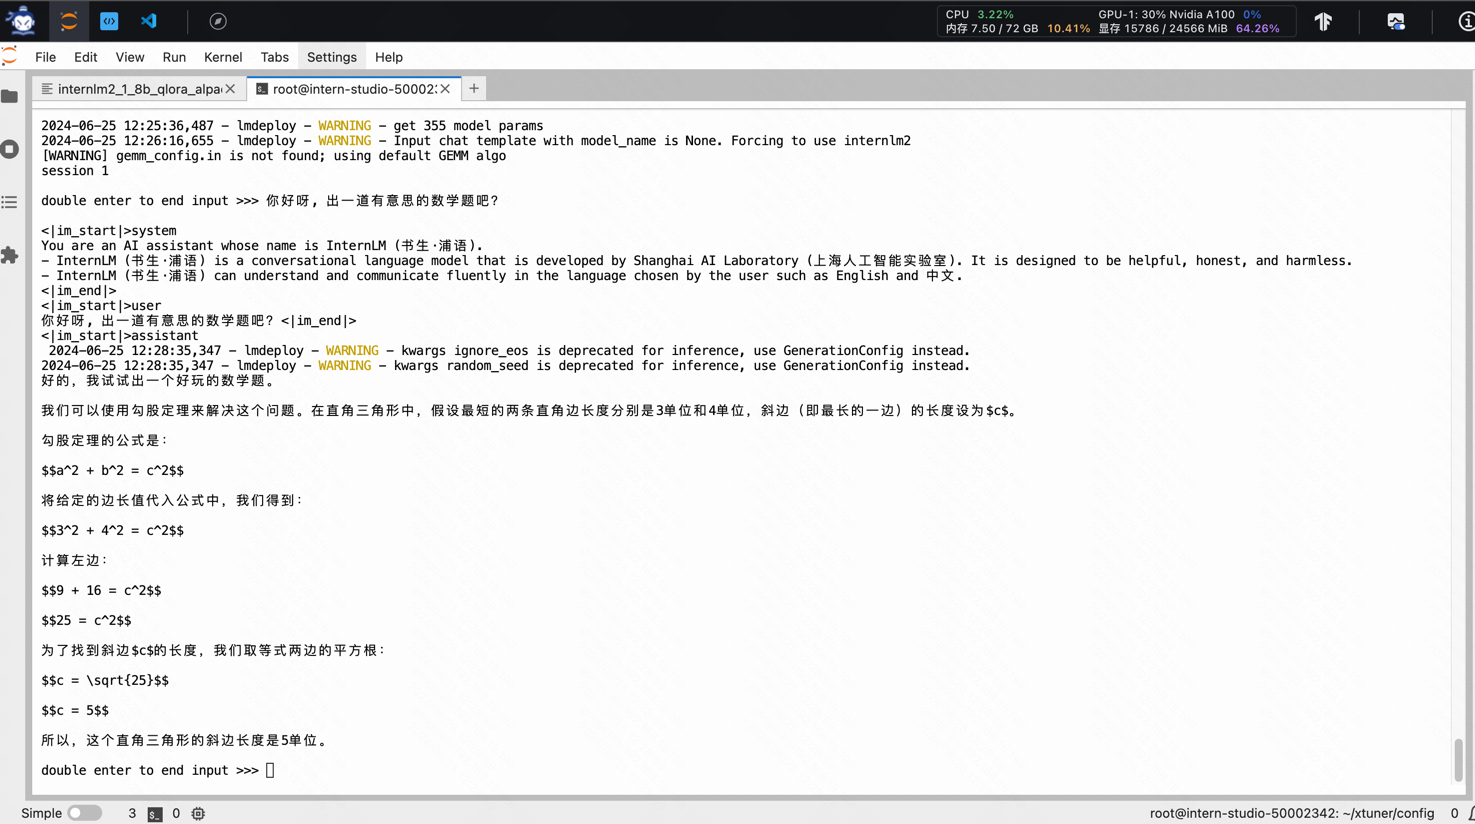 CPU 3.22% GPU-1: 30% Nvidia A100 0%
内存 7.50 / 72 GB 10.41% 显存 15786 / 24566 MiB 64.26%
File Edit View Run Kernel Tabs Settings Help
internlm2_1_8b_qlora_alpa
root@intern-studio-50002
2024-06-25 12:25:36,487 - lmdeploy - WARNING - get 355 model params
2024-06-25 12:26:16,655 - lmdeploy - WARNING - Input chat template with model_name is None. Forcing to use internlm2
[WARNING] gemm_config.in is not found; using default GEMM algo
session 1
double enter to end input >>> 你好呀，出一道有意思的数学题吧？
<|im_start|>system
You are an AI assistant whose name is InternLM (书生·浦语).
- InternLM (书生·浦语) is a conversational language model that is developed by Shanghai AI Laboratory (上海人工智能实验室). It is designed to be helpful, honest, and harmless.
- InternLM (书生·浦语) can understand and communicate fluently in the language chosen by the user such as English and 中文.
<|im_end|>
<|im_start|>user
你好呀，出一道有意思的数学题吧？<|im_end|>
<|im_start|>assistant
2024-06-25 12:28:35,347 - lmdeploy - WARNING - kwargs ignore_eos is deprecated for inference, use GenerationConfig instead.
2024-06-25 12:28:35,347 - lmdeploy - WARNING - kwargs random_seed is deprecated for inference, use GenerationConfig instead.
好的，我试试出一个好玩的数学题。
我们可以使用勾股定理来解决这个问题。在直角三角形中，假设最短的两条直角边长度分别是3单位和4单位，斜边（即最长的一边）的长度设为$c$。
勾股定理的公式是：
$$a^2 + b^2 = c^2$$
将给定的边长值代入公式中，我们得到：
$$3^2 + 4^2 = c^2$$
计算左边：
$$9 + 16 = c^2$$
$$25 = c^2$$
为了找到斜边$c$的长度，我们取等式两边的平方根：
$$c = \sqrt{25}$$
$$c = 5$$
所以，这个直角三角形的斜边长度是5单位。
double enter to end input >>>
Simple 3 $_ 0 root@intern-studio-50002342: ~/xtuner/config 0